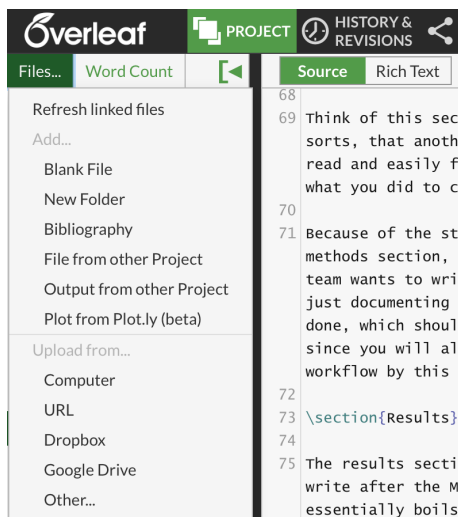 Overleaf
PROJECT
HISTORY &
REVISIONS
Files...
Word Count
Source
Rich Text
Refresh linked files
Add...
Blank File
New Folder
Bibliography
File from other Project
Output from other Project
Plot from Plot.ly (beta)
Upload from...
Computer
URL
Dropbox
Google Drive
Other...
68
69 Think of this sec
sorts, that anoth
read and easily f
what you did to c
70
71 Because of the st
methods section,
team wants to wri
just documenting
done, which shoul
since you will al
workflow by this
72
73 \section{Results}
74
75 The results secti
write after the M
essentially boils